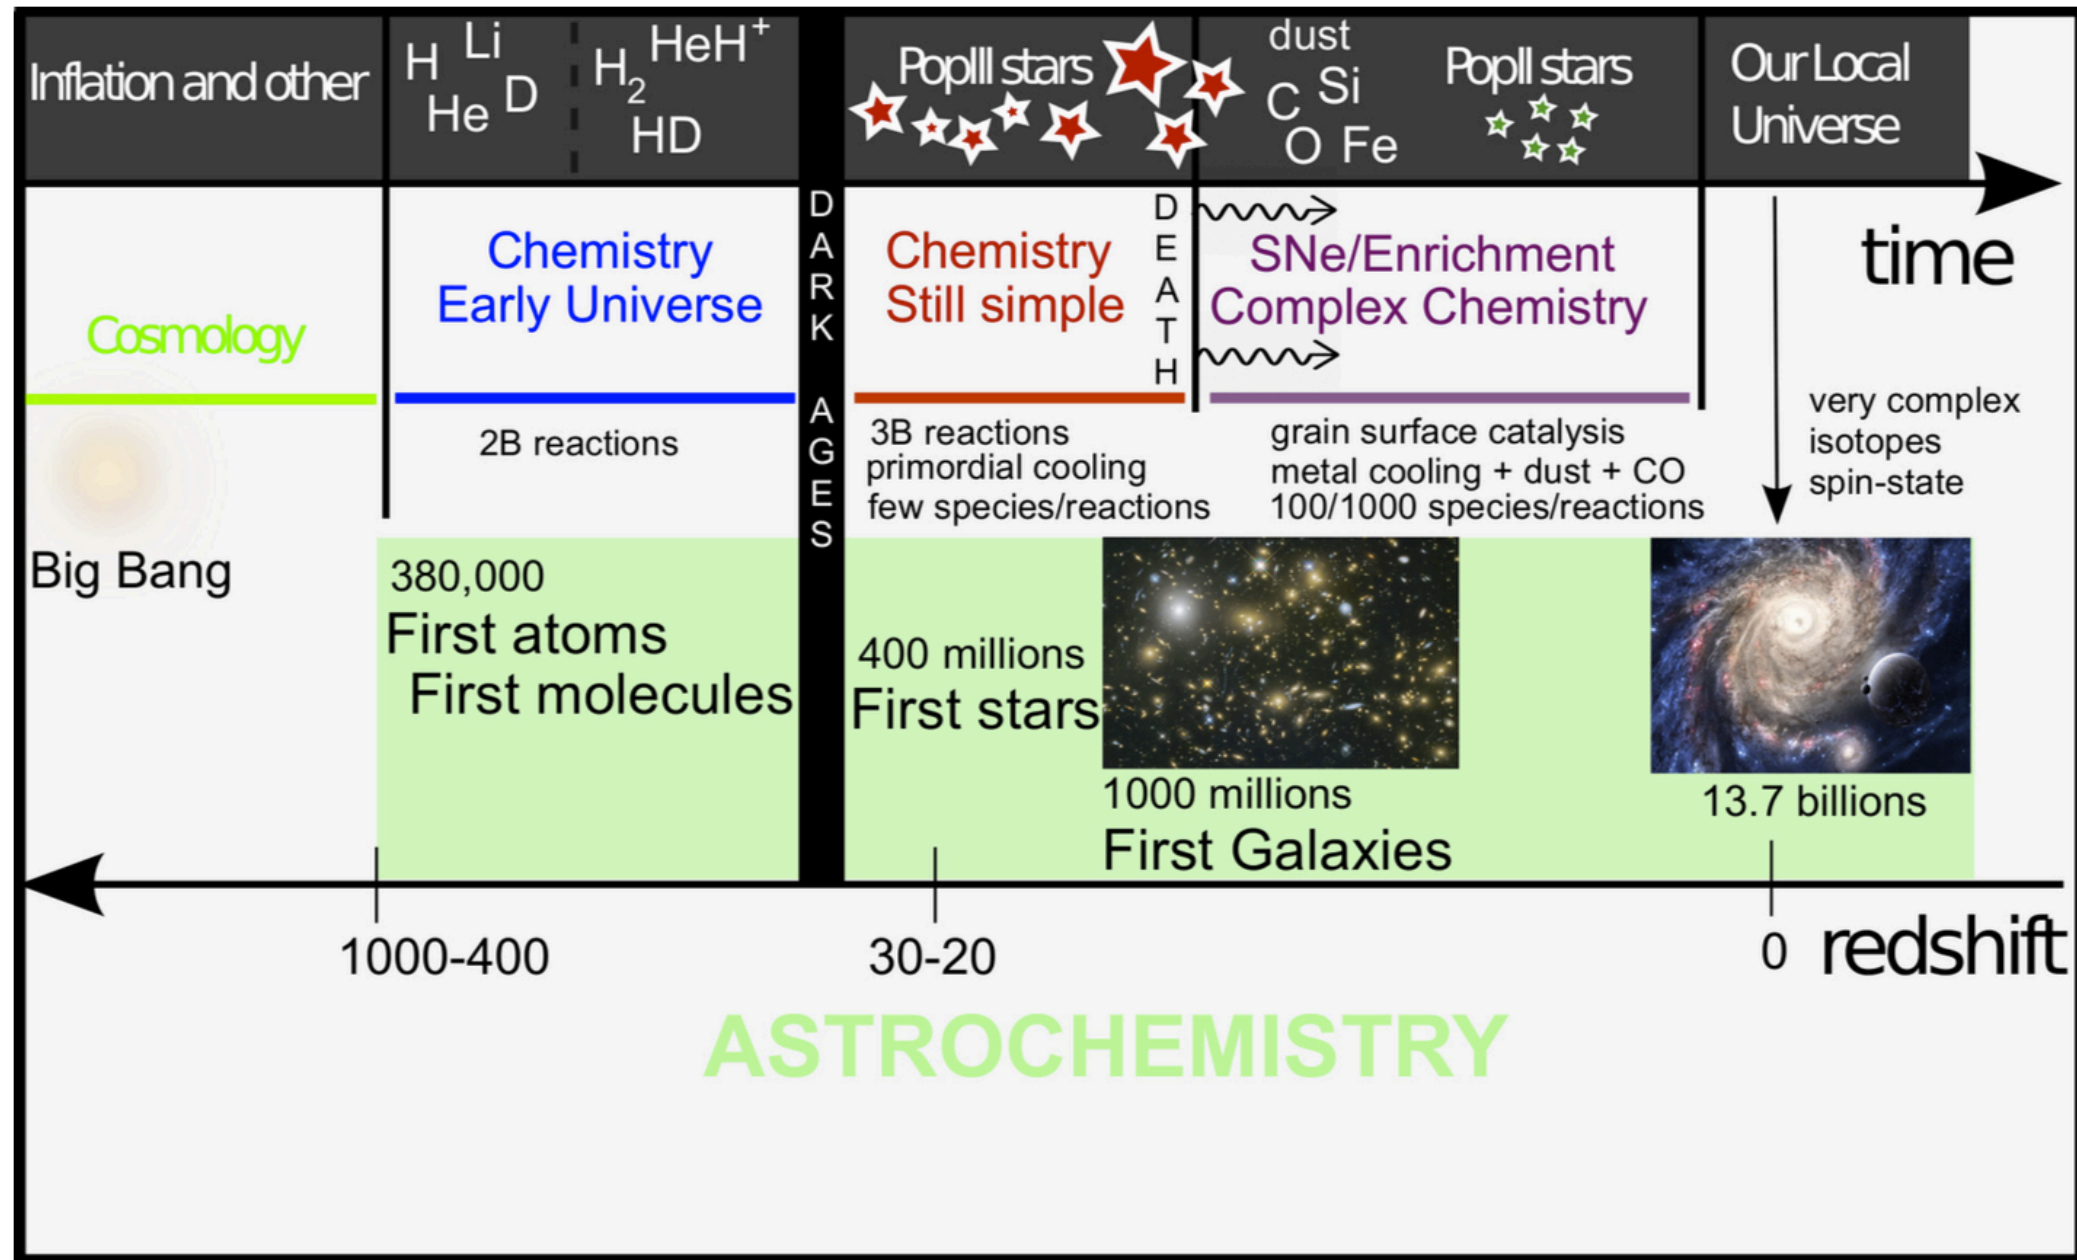 Inflation and other
H Li
He D
H₂ HeH⁺
HD
PopIII stars
dust
C Si
O Fe
PopII stars
Our Local
Universe
time
Cosmology
Big Bang
Chemistry
Early Universe
2B reactions
380,000
First atoms
First molecules
DARK AGES
Chemistry
Still simple
DEATH
3B reactions
primordial cooling
few species/reactions
400 millions
First stars
SNe/Enrichment
Complex Chemistry
grain surface catalysis
metal cooling + dust + CO
100/1000 species/reactions
1000 millions
First Galaxies
very complex
isotopes
spin-state
13.7 billions
1000-400
30-20
0
redshift
ASTROCHEMISTRY